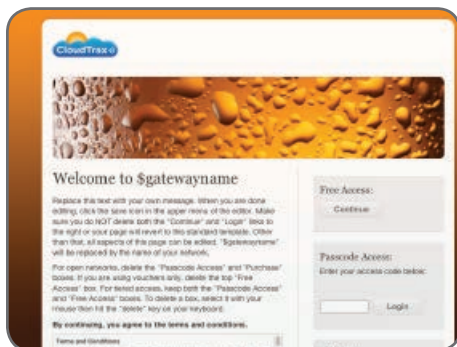 CloudTrax
Welcome to $gatewayname
Replace this text with your own message. When you are done
editing, click the save icon in the upper menu of the editor. Make
sure you do NOT delete both the "Continue" and "Login" links to
the right or your page will revert to this standard template. Other
than that, all aspects of this page can be edited. "$gatewayname"
will be replaced by the name of your network.
For open networks, delete the "Passcode Access" and "Purchase"
boxes. If you are using vouchers only, delete the top "Free
Access" box. For tiered access, keep both the "Passcode Access"
and "Free Access" boxes. To delete a box, select it with your
mouse then hit the "delete" key on your keyboard.
By continuing, you agree to the terms and conditions.
Terms and Conditions
Free Access:
Continue
Passcode Access:
Enter your access code below:
Login